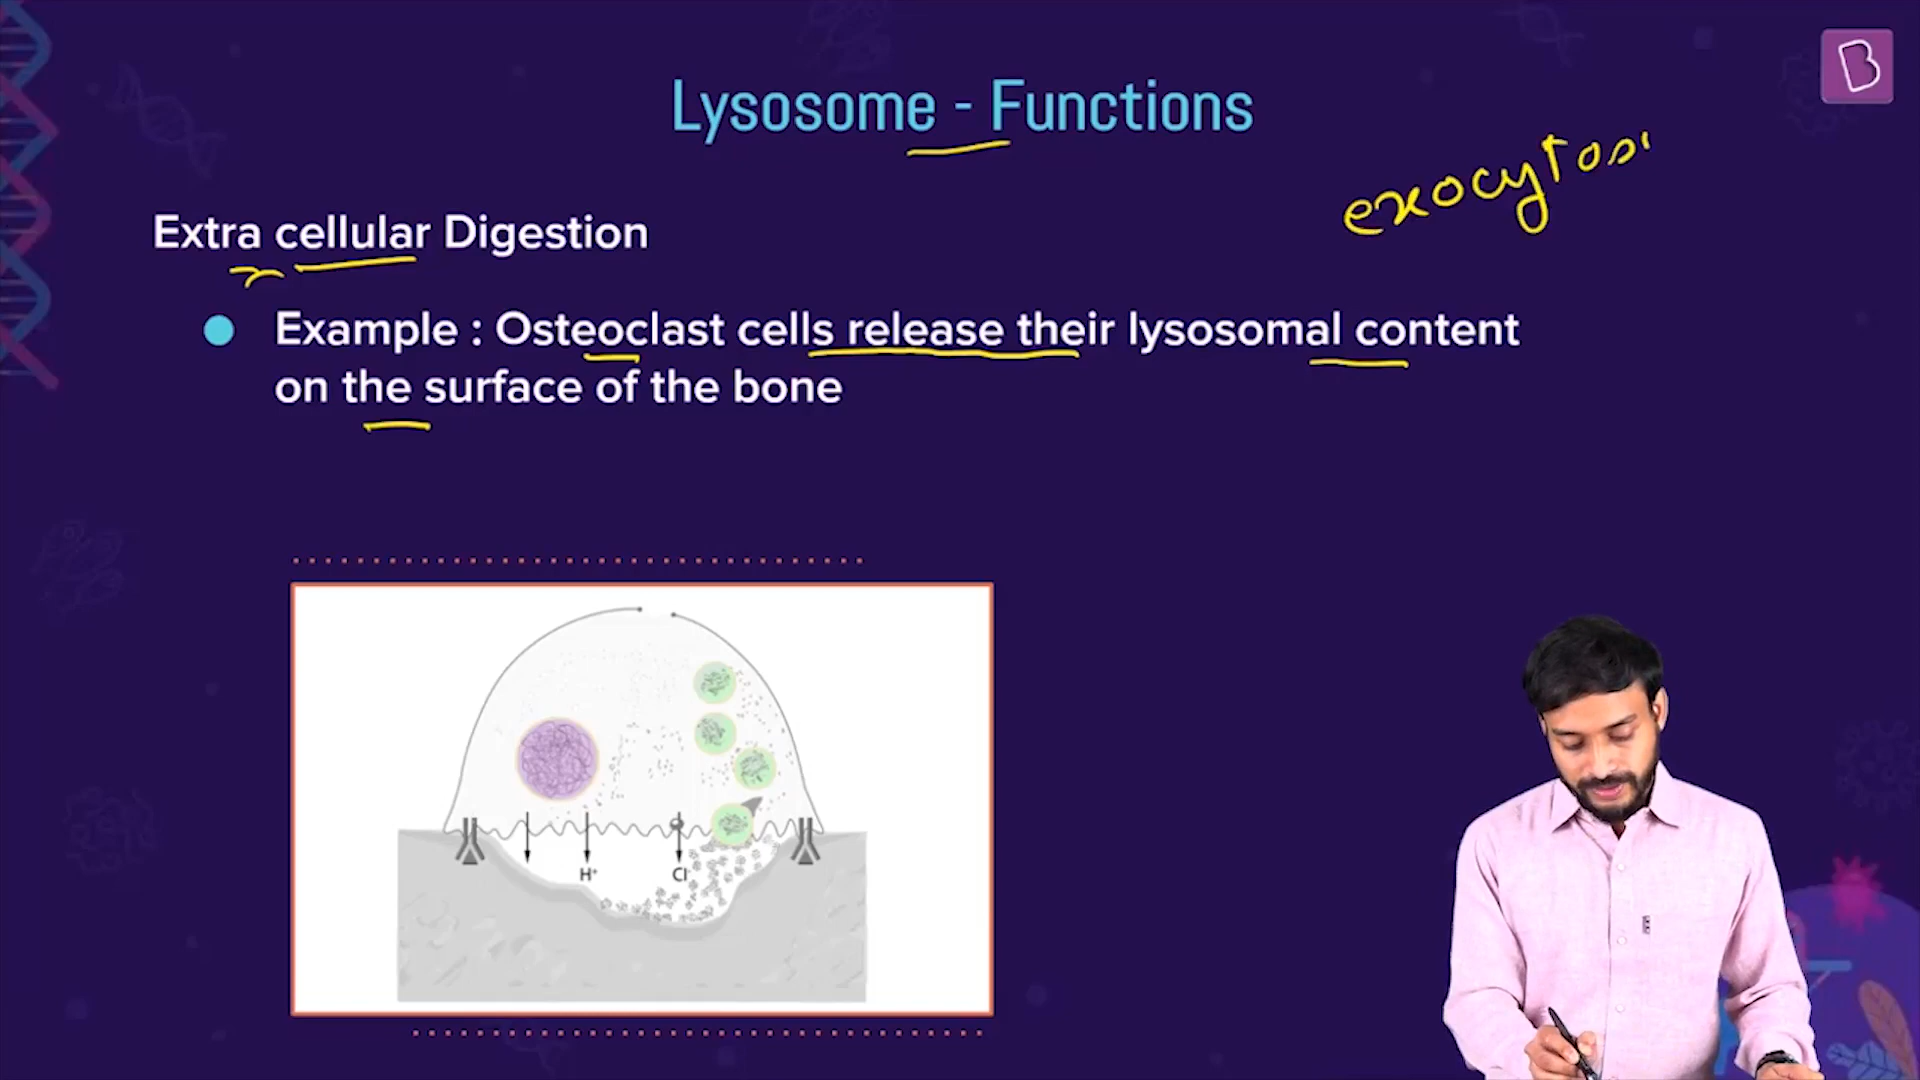 Lysosome - Functions
exocytosi
Extra cellular Digestion
Example : Osteoclast cells release their lysosomal content
on the surface of the bone
H⁺
Cl⁻
B